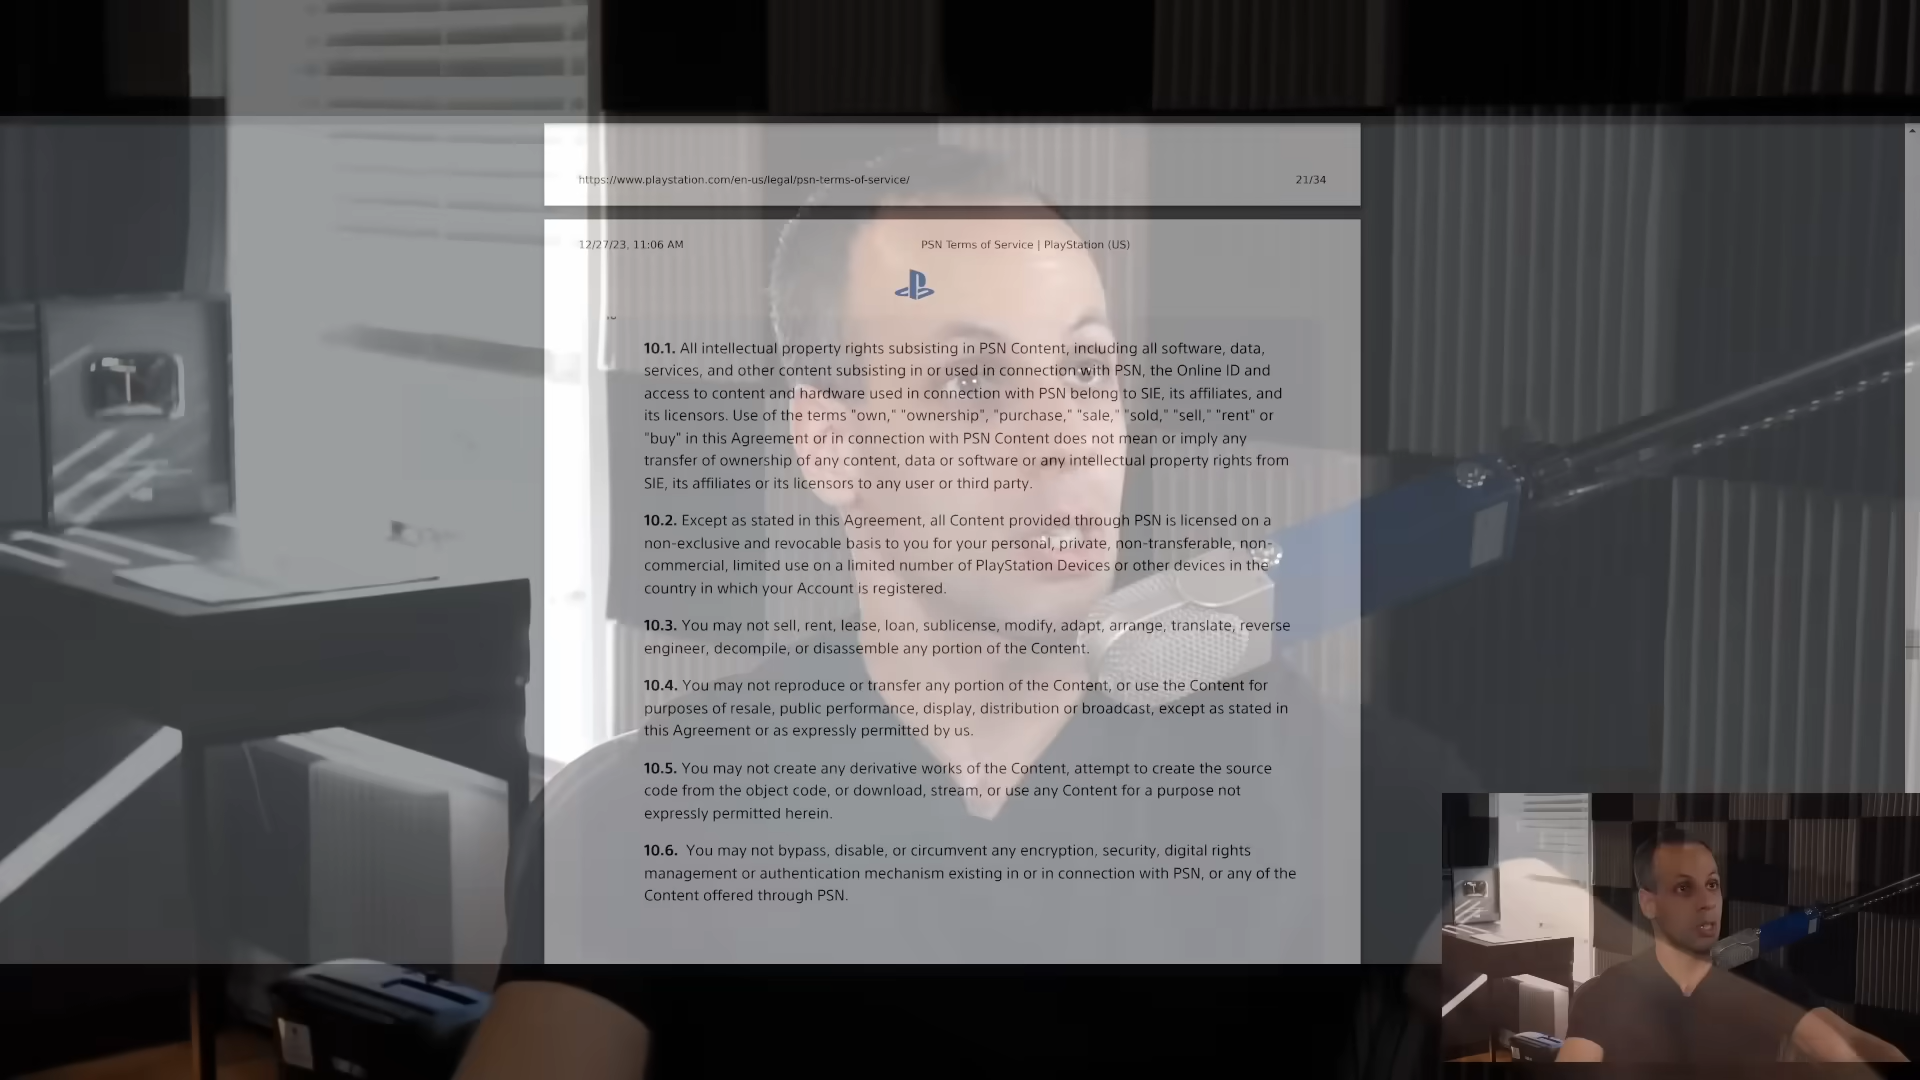 https://www.playstation.com/en-us/legal/psn-terms-of-service/ 21/34
12/27/23, 11:06 AM PSN Terms of Service | PlayStation (US)
10.1. All intellectual property rights subsisting in PSN Content, including all software, data,
services, and other content subsisting in or used in connection with PSN, the Online ID and
access to content and hardware used in connection with PSN belong to SIE, its affiliates, and
its licensors. Use of the terms "own," "ownership", "purchase," "sale," "sold," "sell," "rent" or
"buy" in this Agreement or in connection with PSN Content does not mean or imply any
transfer of ownership of any content, data or software or any intellectual property rights from
SIE, its affiliates or its licensors to any user or third party.
10.2. Except as stated in this Agreement, all Content provided through PSN is licensed on a
non-exclusive and revocable basis to you for your personal, private, non-transferable, non-
commercial, limited use on a limited number of PlayStation Devices or other devices in the
country in which your Account is registered.
10.3. You may not sell, rent, lease, loan, sublicense, modify, adapt, arrange, translate, reverse
engineer, decompile, or disassemble any portion of the Content.
10.4. You may not reproduce or transfer any portion of the Content, or use the Content for
purposes of resale, public performance, display, distribution or broadcast, except as stated in
this Agreement or as expressly permitted by us.
10.5. You may not create any derivative works of the Content, attempt to create the source
code from the object code, or download, stream, or use any Content for a purpose not
expressly permitted herein.
10.6. You may not bypass, disable, or circumvent any encryption, security, digital rights
management or authentication mechanism existing in or in connection with PSN, or any of the
Content offered through PSN.